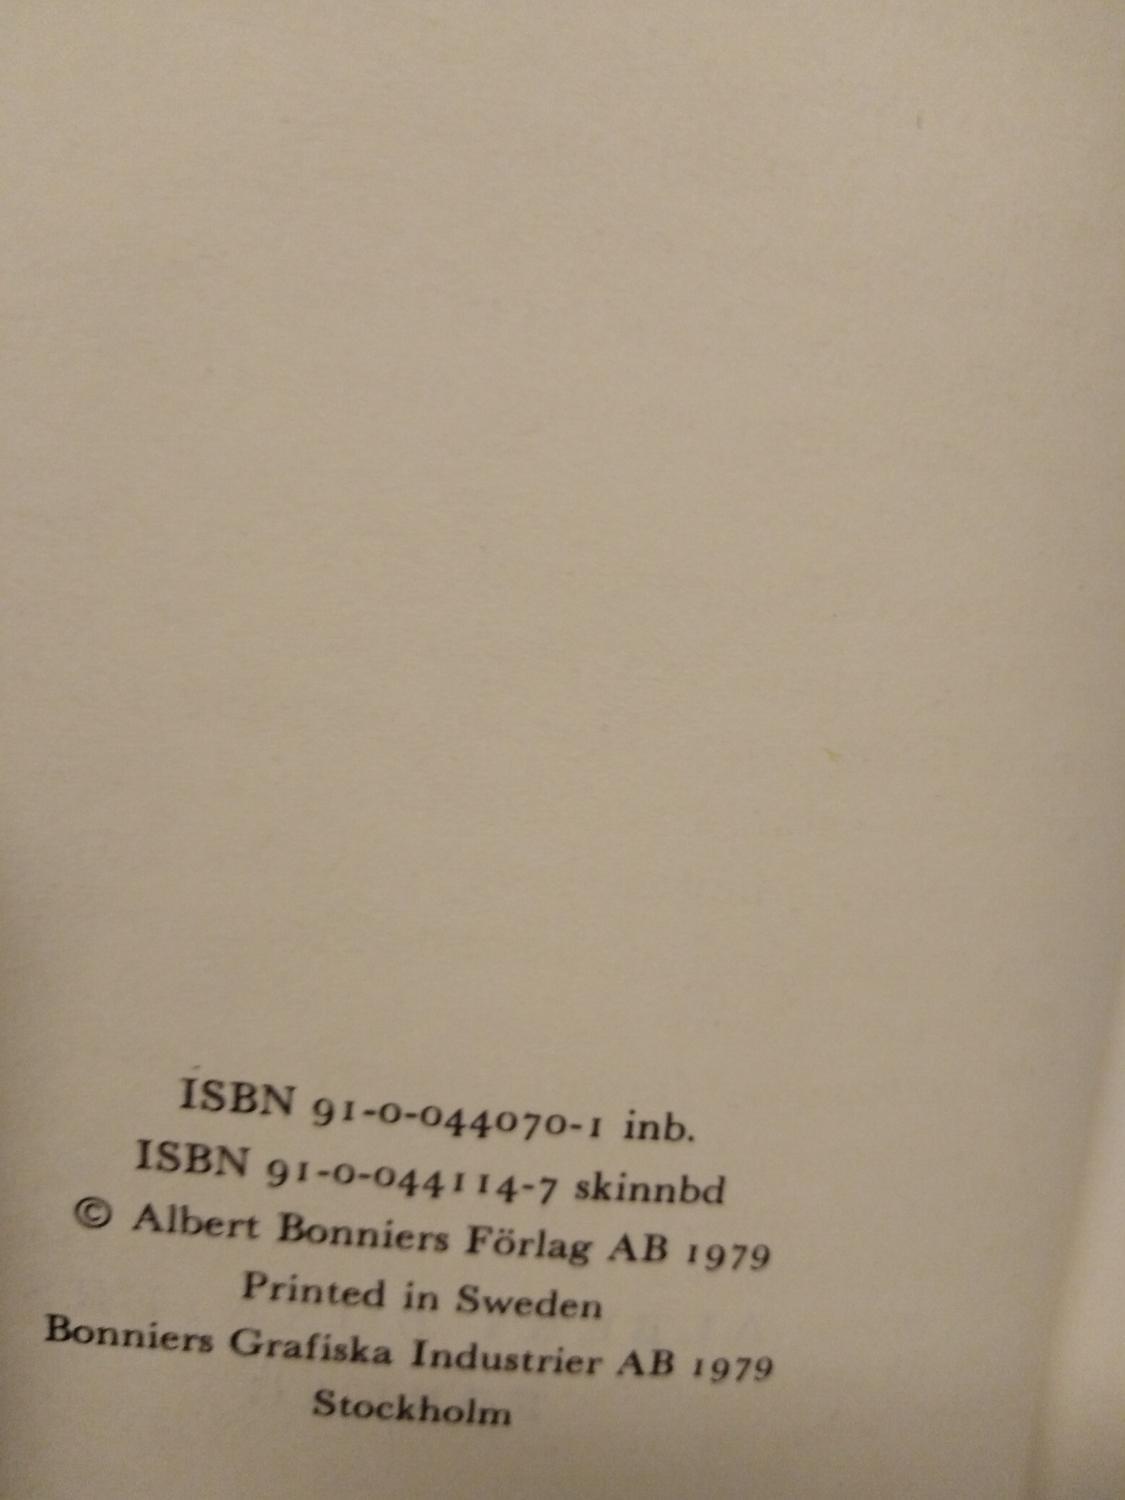 ISBN 91-0-044070-1 inb.
ISBN 91-0-044114-7 skinnbd
© Albert Bonniers Förlag AB 1979
Printed in Sweden
Bonniers Grafiska Industrier AB 1979
Stockholm